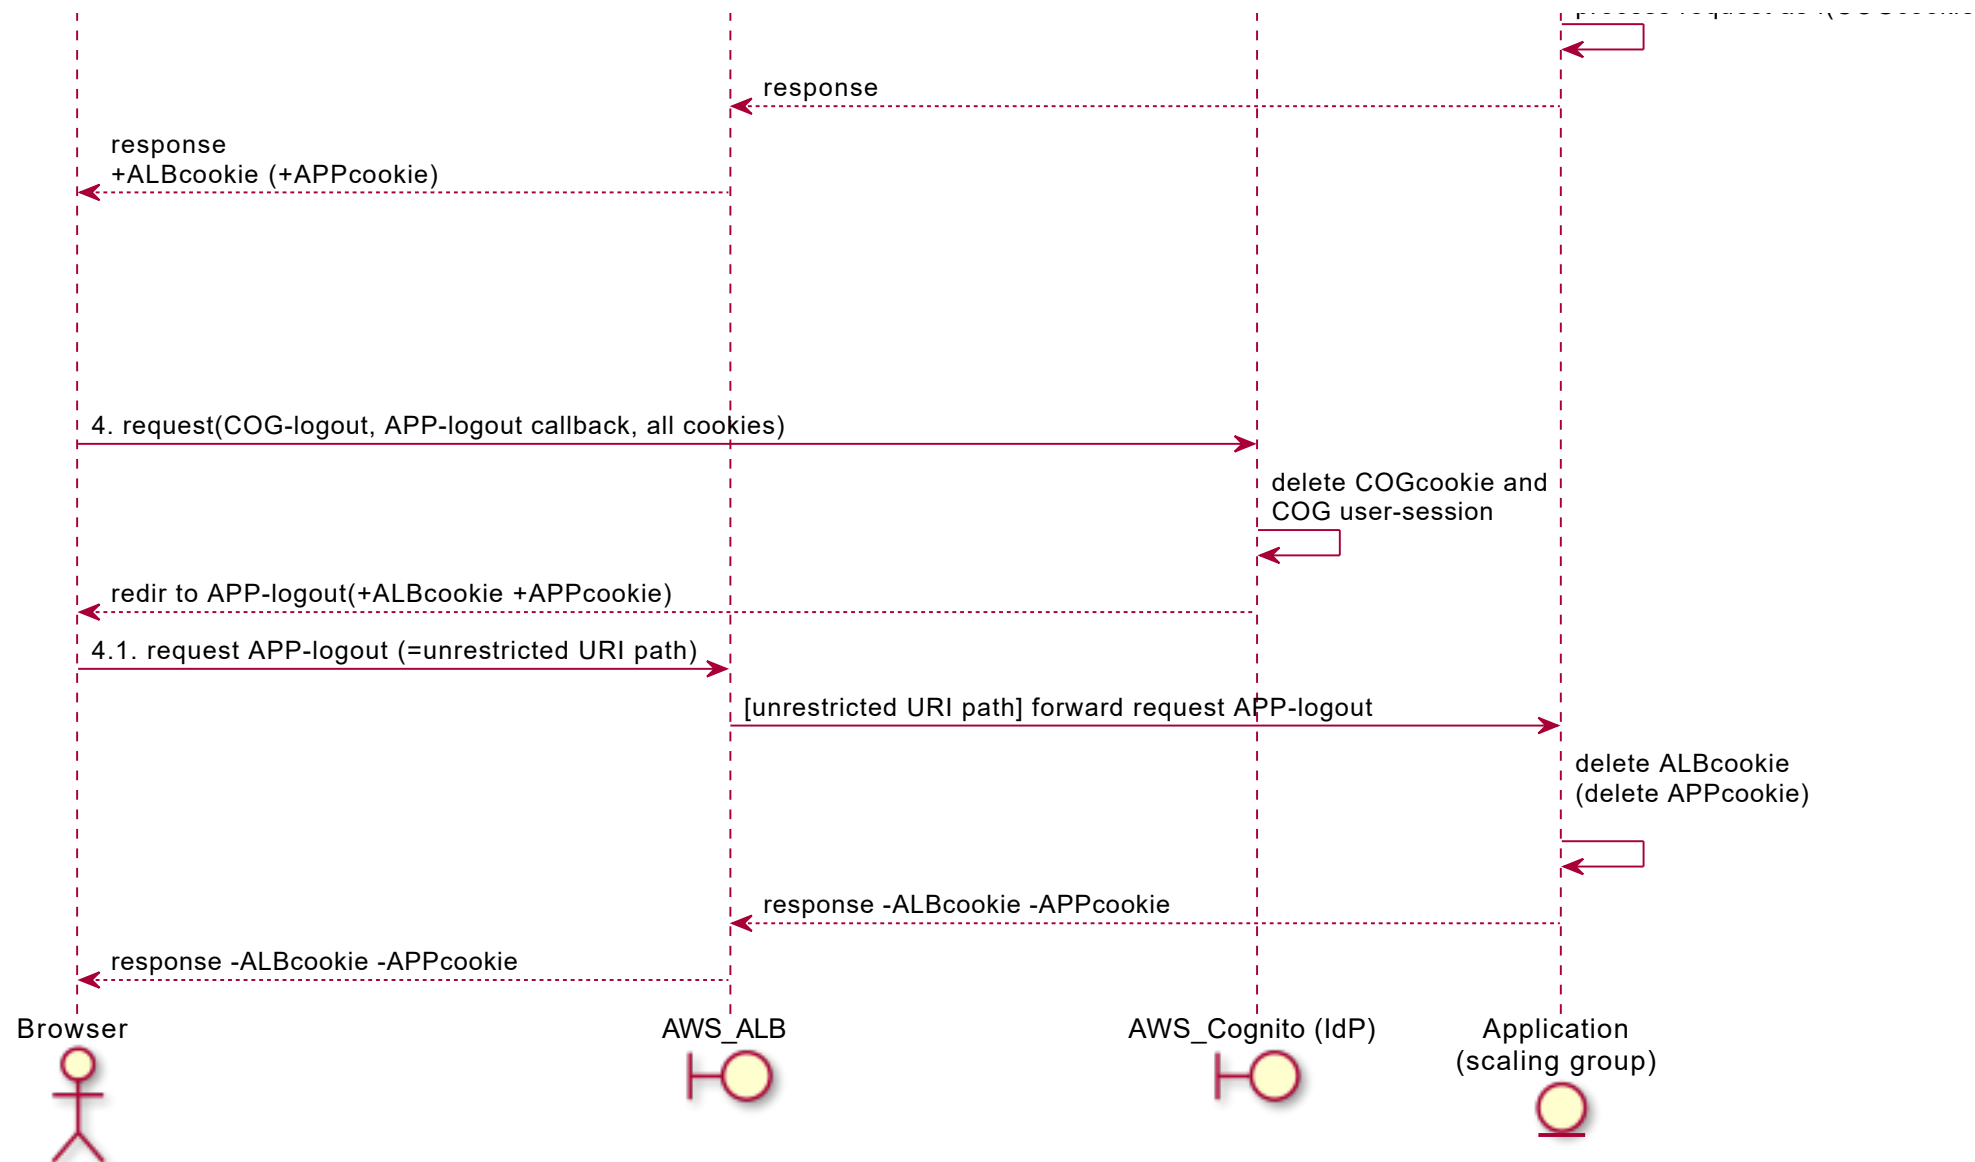 response
response
+ALBcookie (+APPcookie)
4. request(COG-logout, APP-logout callback, all cookies)
delete COGcookie and
COG user-session
redir to APP-logout(+ALBcookie +APPcookie)
4.1. request APP-logout (=unrestricted URI path)
[unrestricted URI path] forward request APP-logout
delete ALBcookie
(delete APPcookie)
response -ALBcookie -APPcookie
response -ALBcookie -APPcookie
Browser
AWS_ALB
AWS_Cognito (IdP)
Application
(scaling group)